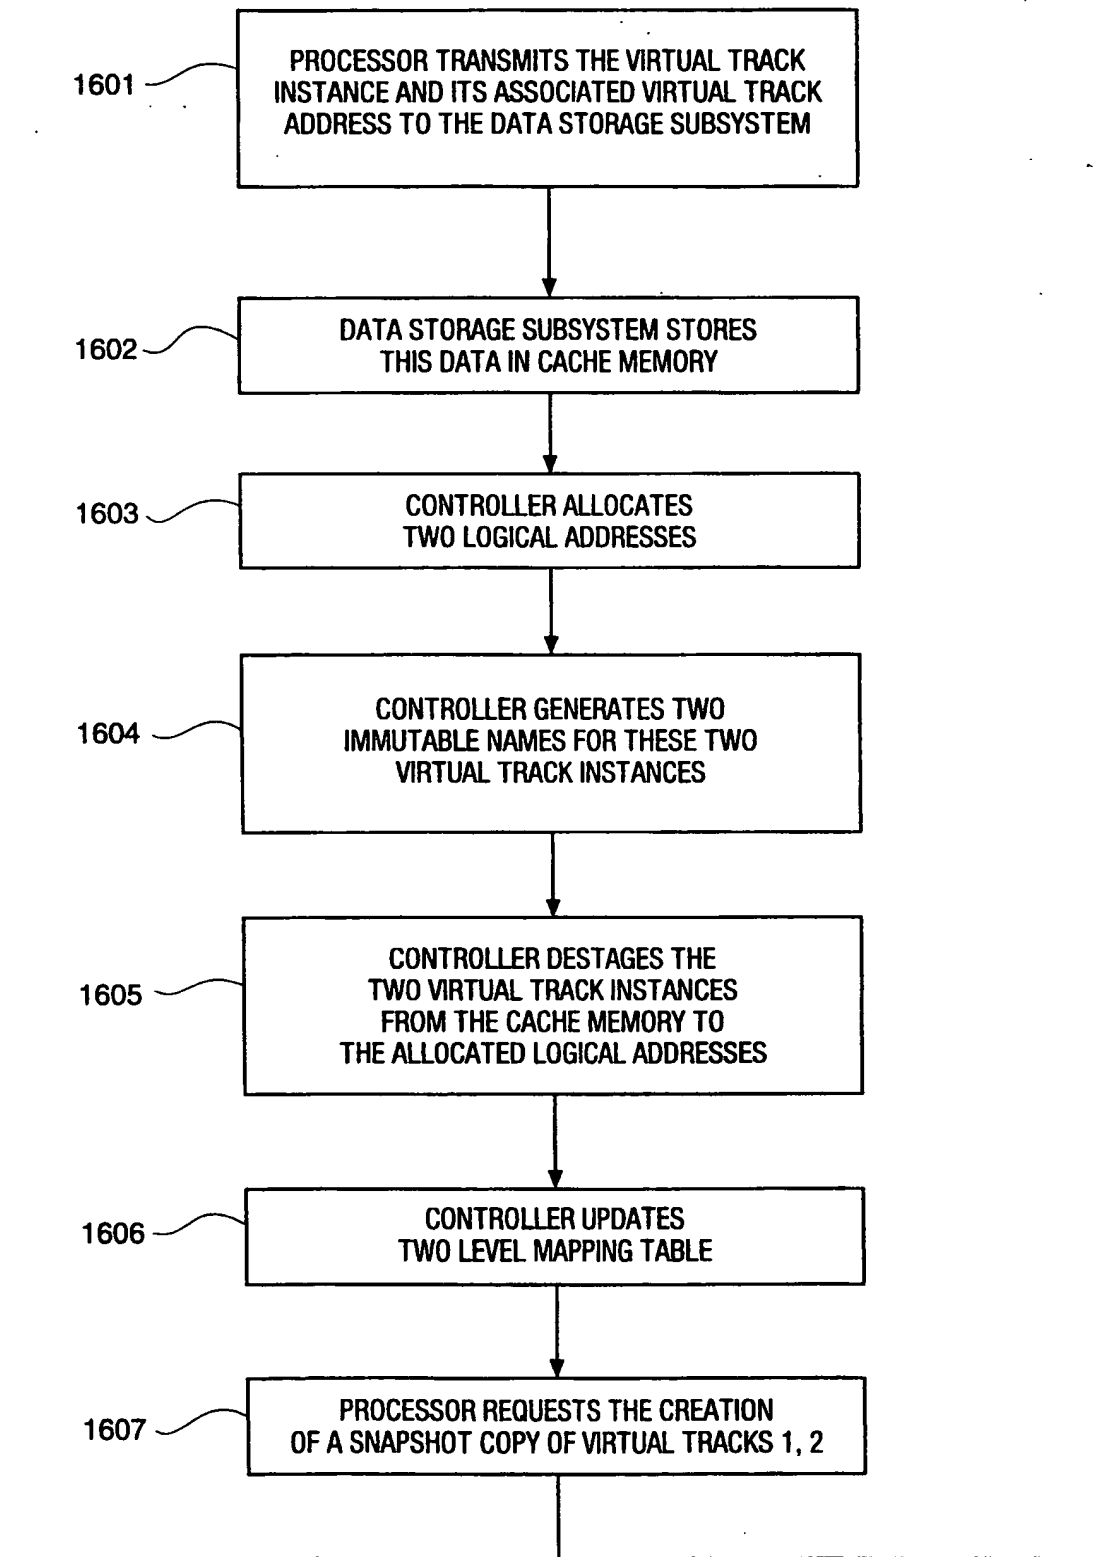 1601
PROCESSOR TRANSMITS THE VIRTUAL TRACK
INSTANCE AND ITS ASSOCIATED VIRTUAL TRACK
ADDRESS TO THE DATA STORAGE SUBSYSTEM
1602
DATA STORAGE SUBSYSTEM STORES
THIS DATA IN CACHE MEMORY
1603
CONTROLLER ALLOCATES
TWO LOGICAL ADDRESSES
1604
CONTROLLER GENERATES TWO
IMMUTABLE NAMES FOR THESE TWO
VIRTUAL TRACK INSTANCES
1605
CONTROLLER DESTAGES THE
TWO VIRTUAL TRACK INSTANCES
FROM THE CACHE MEMORY TO
THE ALLOCATED LOGICAL ADDRESSES
1606
CONTROLLER UPDATES
TWO LEVEL MAPPING TABLE
1607
PROCESSOR REQUESTS THE CREATION
OF A SNAPSHOT COPY OF VIRTUAL TRACKS 1, 2